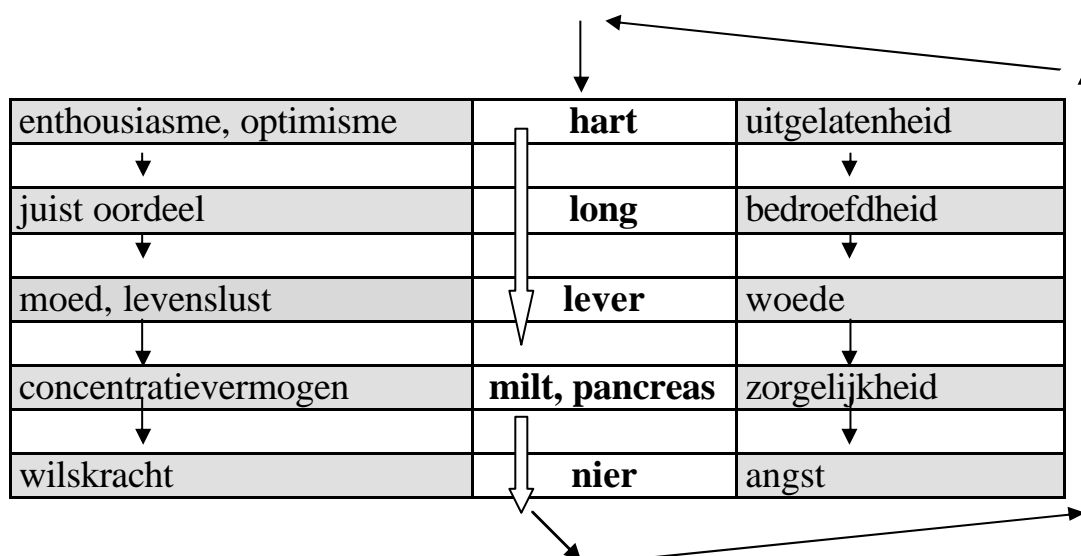 enthousiasme, optimisme hart uitgelatenheid
juist oordeel long bedroefdheid
moed, levenslust lever woede
concentratievermogen milt, pancreas zorgelijkheid
wilskracht nier angst